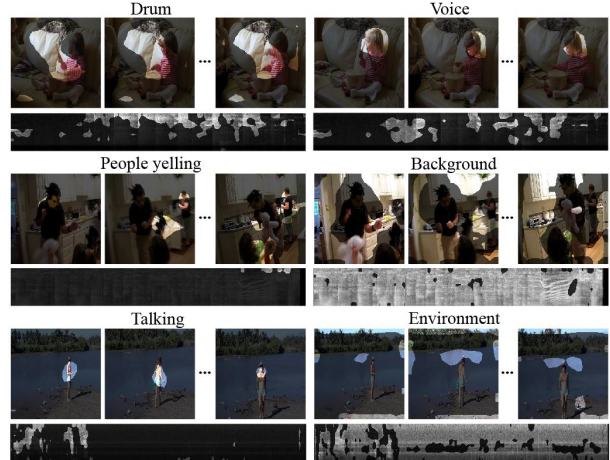 Drum
Voice
...
...
People yelling
Background
...
...
Talking
Environment
...
...